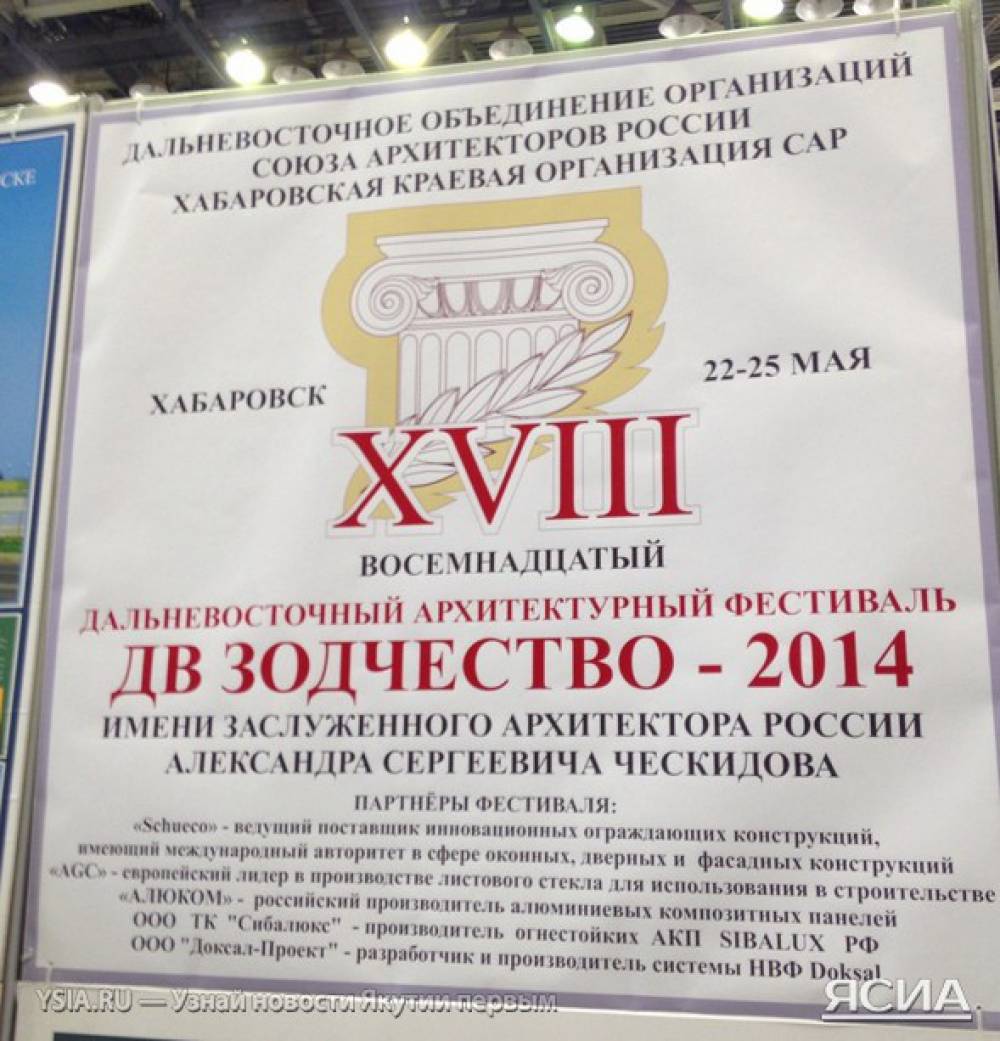 СКЕ
ДАЛЬНЕВОСТОЧНОЕ ОБЪЕДИНЕНИЕ ОРГАНИЗАЦИЙ
СОЮЗА АРХИТЕКТОРОВ РОССИИ
ХАБАРОВСКАЯ КРАЕВАЯ ОРГАНИЗАЦИЯ САР
ХАБАРОВСК
22-25 МАЯ
XVIII
ВОСЕМНАДЦАТЫЙ
ДАЛЬНЕВОСТОЧНЫЙ АРХИТЕКТУРНЫЙ ФЕСТИВАЛЬ
ДВ ЗОДЧЕСТВО - 2014
ИМЕНИ ЗАСЛУЖЕННОГО АРХИТЕКТОРА РОССИИ
АЛЕКСАНДРА СЕРГЕЕВИЧА ЧЕСКИДОВА
ПАРТНЁРЫ ФЕСТИВАЛЯ:
«Schueco» - ведущий поставщик инновационных ограждающих конструкций,
имеющий международный авторитет в сфере оконных, дверных и фасадных конструкций
«AGC» - европейский лидер в производстве листового стекла для использования в строительстве
«АЛЮКОМ» - российский производитель алюминиевых композитных панелей
ООО ТК "Сибалюкс" - производитель огнестойких АКП SIBALUX РФ
ООО "Доксал-Проект" - разработчик и производитель системы НВФ Doksal
YSIA.RU — Узнай новости Якутии первым
ЯСИА